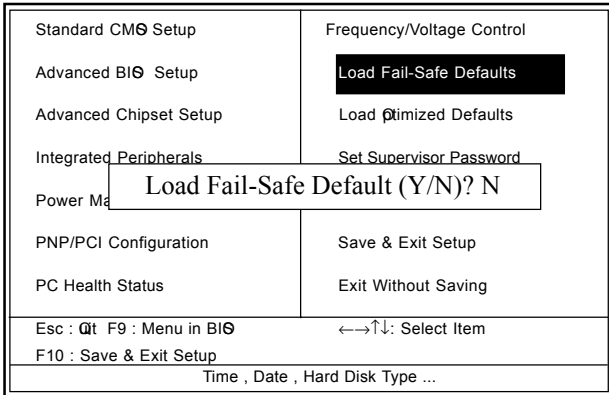 Standard CMOS Setup
Advanced BIOS Setup
Advanced Chipset Setup
Integrated Peripherals
Power Ma
PNP/PCI Configuration
PC Health Status
Frequency/Voltage Control
Load Fail-Safe Defaults
Load Optimized Defaults
Set Supervisor Password
Load Fail-Safe Default (Y/N)? N
Save & Exit Setup
Exit Without Saving
Esc : Quit F9 : Menu in BIOS
←→↑↓: Select Item
F10 : Save & Exit Setup
Time , Date , Hard Disk Type ...